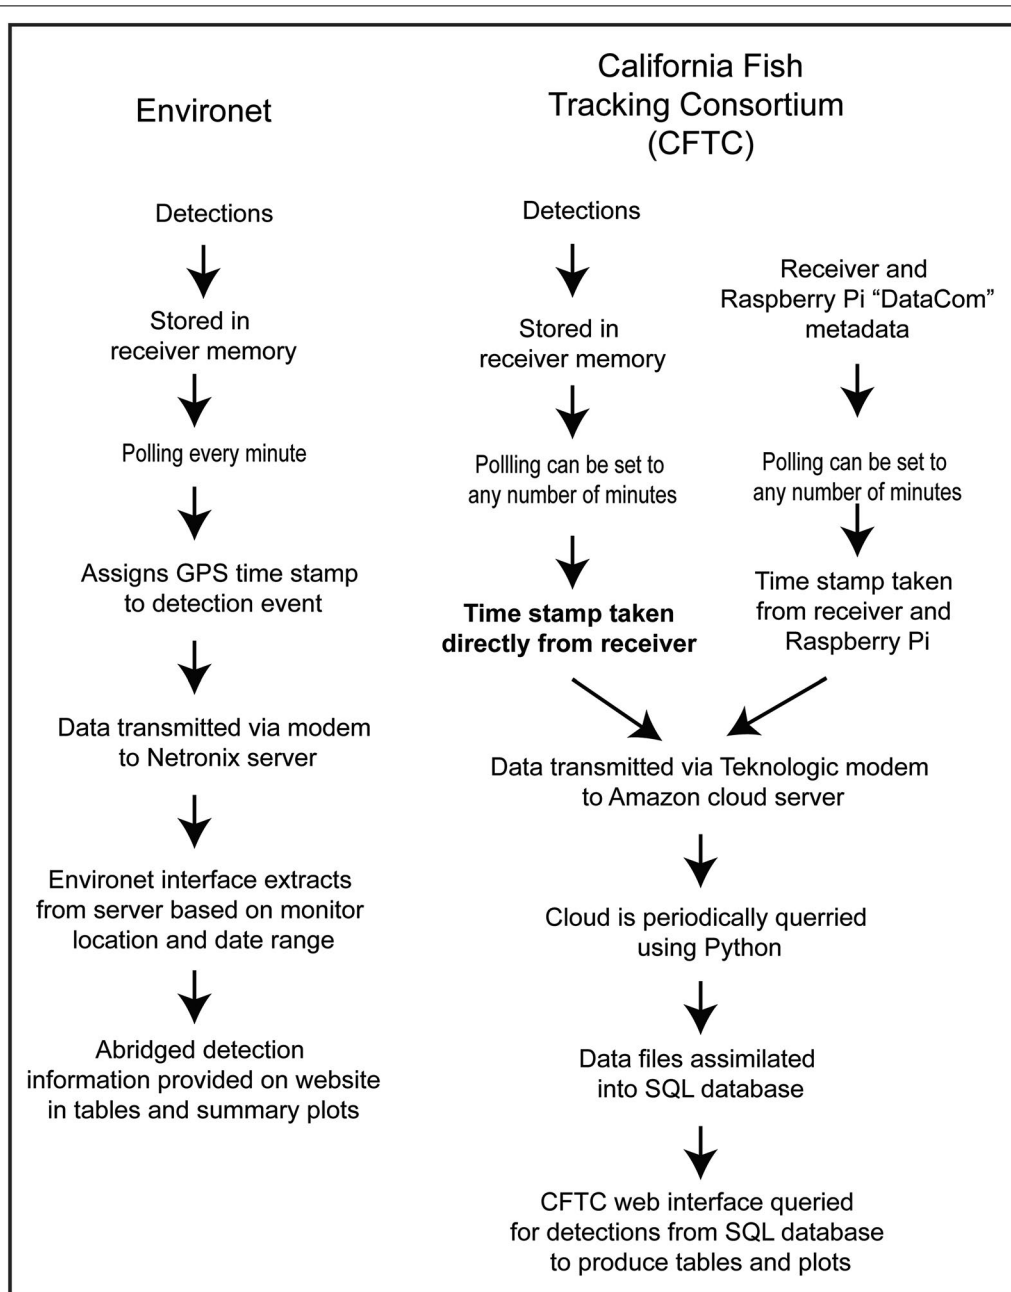 Environet
Detections
Stored in
receiver memory
Polling every minute
Assigns GPS time stamp
to detection event
Data transmitted via modem
to Netronix server
Environet interface extracts
from server based on monitor
location and date range
Abridged detection
information provided on website
in tables and summary plots
California Fish
Tracking Consortium
(CFTC)
Detections
Stored in
receiver memory
Pollling can be set to
any number of minutes
Time stamp taken
directly from receiver
Receiver and
Raspberry Pi “DataCom”
metadata
Polling can be set to
any number of minutes
Time stamp taken
from receiver and
Raspberry Pi
Data transmitted via Teknologic modem
to Amazon cloud server
Cloud is periodically querried
using Python
Data files assimilated
into SQL database
CFTC web interface queried
for detections from SQL database
to produce tables and plots